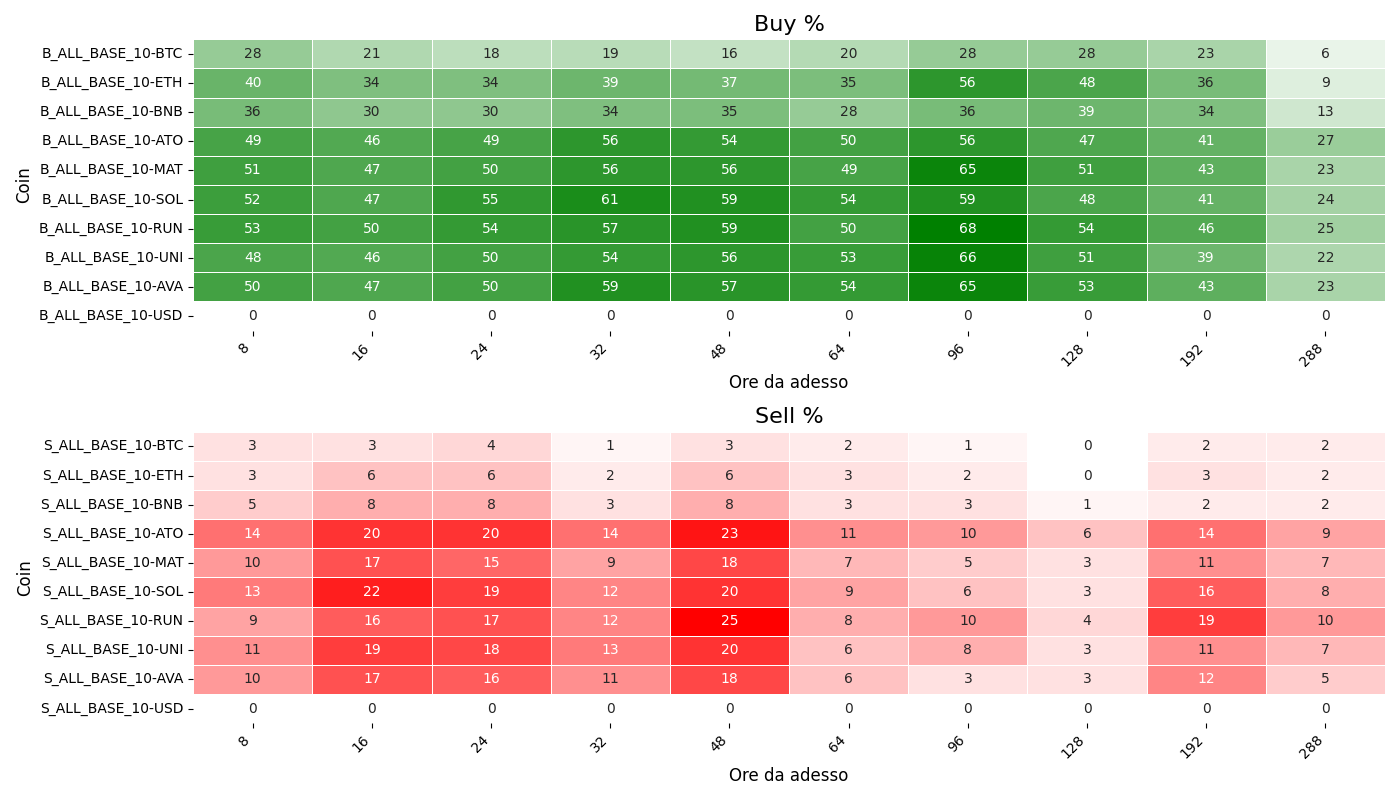 Buy %
Coin
B_ALL_BASE_10-BTC 28 21 18 19 16 20 28 28 23 6
B_ALL_BASE_10-ETH 40 34 34 39 37 35 56 48 36 9
B_ALL_BASE_10-BNB 36 30 30 34 35 28 36 39 34 13
B_ALL_BASE_10-ATO 49 46 49 56 54 50 56 47 41 27
B_ALL_BASE_10-MAT 51 47 50 56 56 49 65 51 43 23
B_ALL_BASE_10-SOL 52 47 55 61 59 54 59 48 41 24
B_ALL_BASE_10-RUN 53 50 54 57 59 50 68 54 46 25
B_ALL_BASE_10-UNI 48 46 50 54 56 53 66 51 39 22
B_ALL_BASE_10-AVA 50 47 50 59 57 54 65 53 43 23
B_ALL_BASE_10-USD 0 0 0 0 0 0 0 0 0 0
8 16 24 32 48 64 96 128 192 288
Ore da adesso
Sell %
Coin
S_ALL_BASE_10-BTC 3 3 4 1 3 2 1 0 2 2
S_ALL_BASE_10-ETH 3 6 6 2 6 3 2 0 3 2
S_ALL_BASE_10-BNB 5 8 8 3 8 3 3 1 2 2
S_ALL_BASE_10-ATO 14 20 20 14 23 11 10 6 14 9
S_ALL_BASE_10-MAT 10 17 15 9 18 7 5 3 11 7
S_ALL_BASE_10-SOL 13 22 19 12 20 9 6 3 16 8
S_ALL_BASE_10-RUN 9 16 17 12 25 8 10 4 19 10
S_ALL_BASE_10-UNI 11 19 18 13 20 6 8 3 11 7
S_ALL_BASE_10-AVA 10 17 16 11 18 6 3 3 12 5
S_ALL_BASE_10-USD 0 0 0 0 0 0 0 0 0 0
8 16 24 32 48 64 96 128 192 288
Ore da adesso